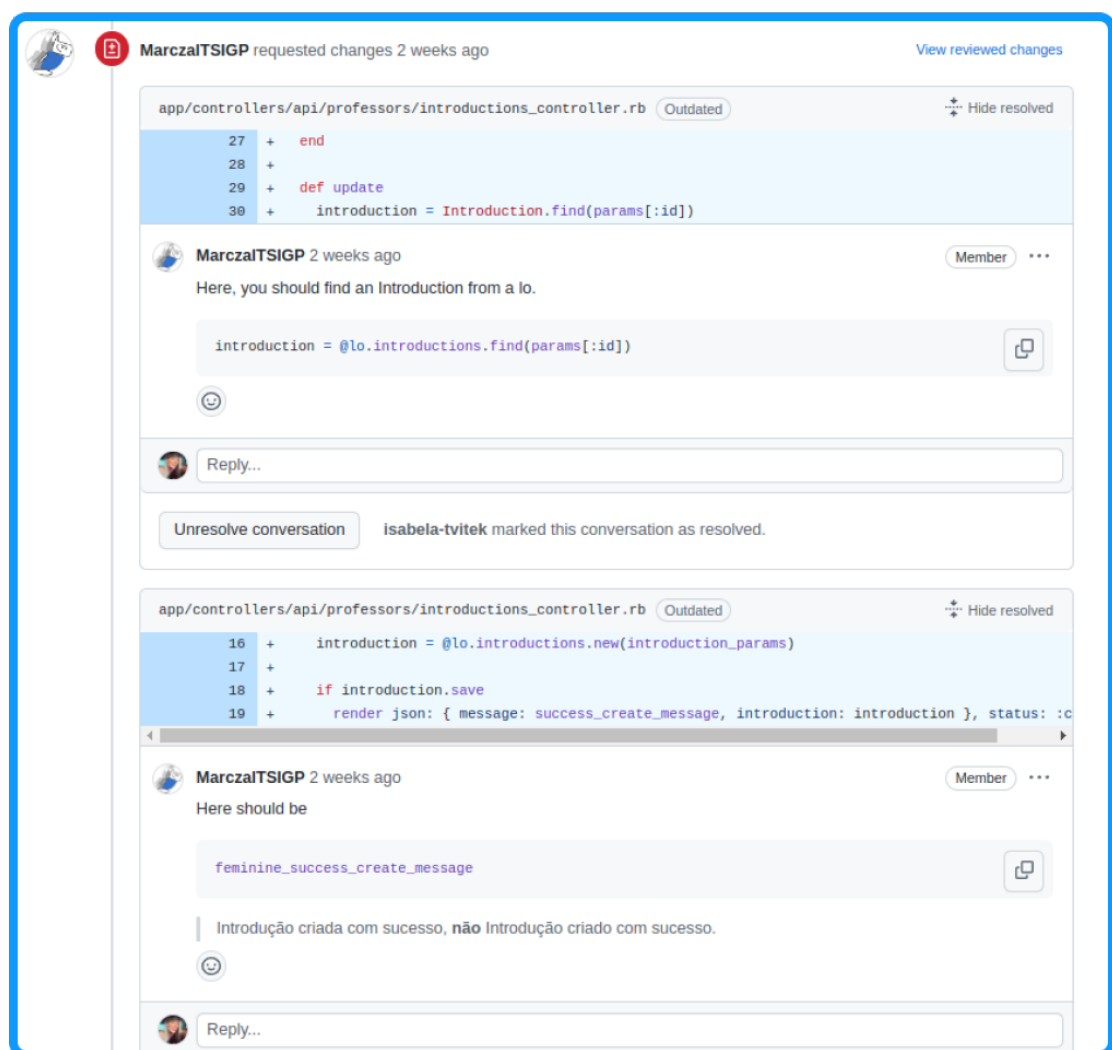 MarczalTSIGP requested changes 2 weeks ago View reviewed changes
app/controllers/api/professors/introductions_controller.rb Outdated Hide resolved
27 + end
28 +
29 + def update
30 + introduction = Introduction.find(params[:id])
MarczalTSIGP 2 weeks ago Member ...
Here, you should find an Introduction from a lo.
introduction = @lo.introductions.find(params[:id])
Reply...
Unresolve conversation isabela-tvitek marked this conversation as resolved.
app/controllers/api/professors/introductions_controller.rb Outdated Hide resolved
16 + introduction = @lo.introductions.new(introduction_params)
17 +
18 + if introduction.save
19 + render json: { message: success_create_message, introduction: introduction }, status: :c
MarczalTSIGP 2 weeks ago Member ...
Here should be
feminine_success_create_message
Introdução criada com sucesso, não Introdução criado com sucesso.
Reply...